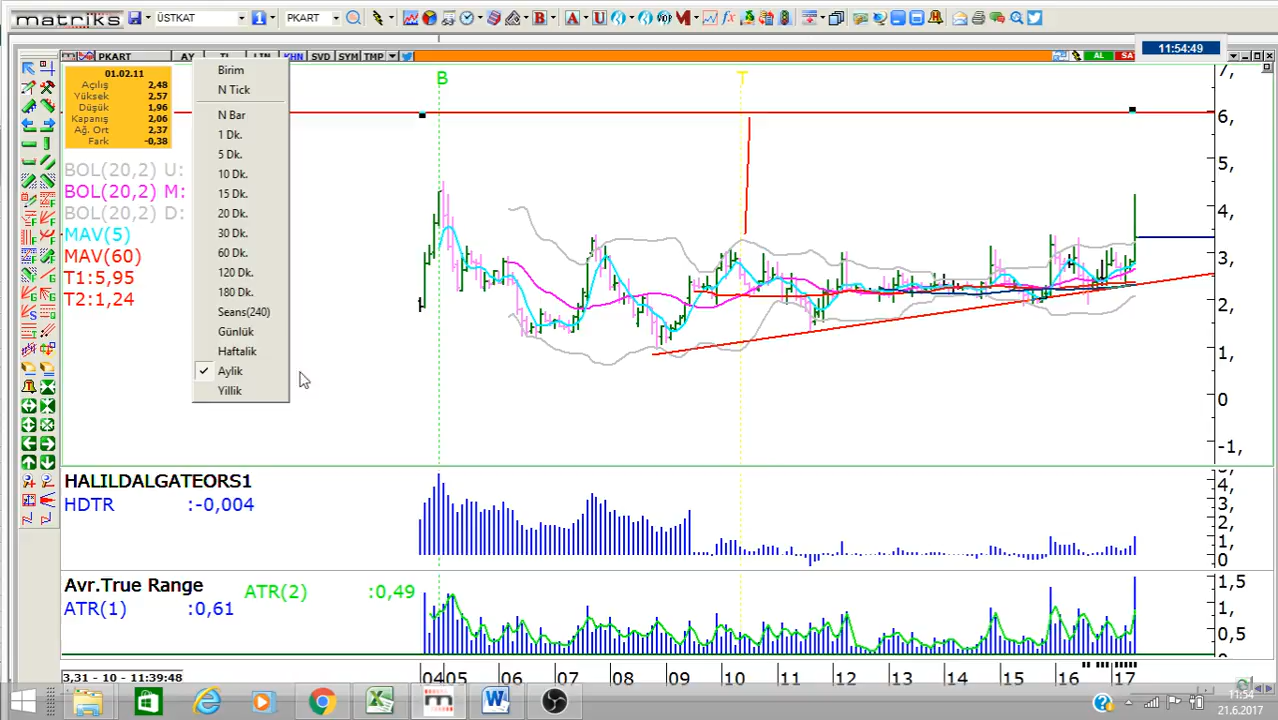 matriks ÜSTKAT PKART
11:54:49
PKART AY TL LIN KHN SVD SYM TMP AL SAT
01.02.11
Açılış 2,48
Yüksek 2,57
Düşük 1,96
Kapanış 2,06
Ağ. Ort 2,37
Fark -0,38
BOL(20,2) U:
BOL(20,2) M:
BOL(20,2) D:
MAV(5)
MAV(60)
T1:5,95
T2:1,24
Birim
N Tick
N Bar
1 Dk.
5 Dk.
10 Dk.
15 Dk.
20 Dk.
30 Dk.
60 Dk.
120 Dk.
180 Dk.
Seans(240)
Günlük
Haftalik
Aylik
Yillik
B
T
7,
6,
5,
4,
3,
2,
1,
0
-1,
HALILDALGATEORS1
HDTR :-0,004
4,
3,
2,
1,
0
Avr.True Range
ATR(1) :0,61
ATR(2) :0,49
1,5
1,
0,5
3,31 - 10 - 11:39:48
04 05 06 07 08 09 10 11 12 13 14 15 16 17
11:54
21.6.2017